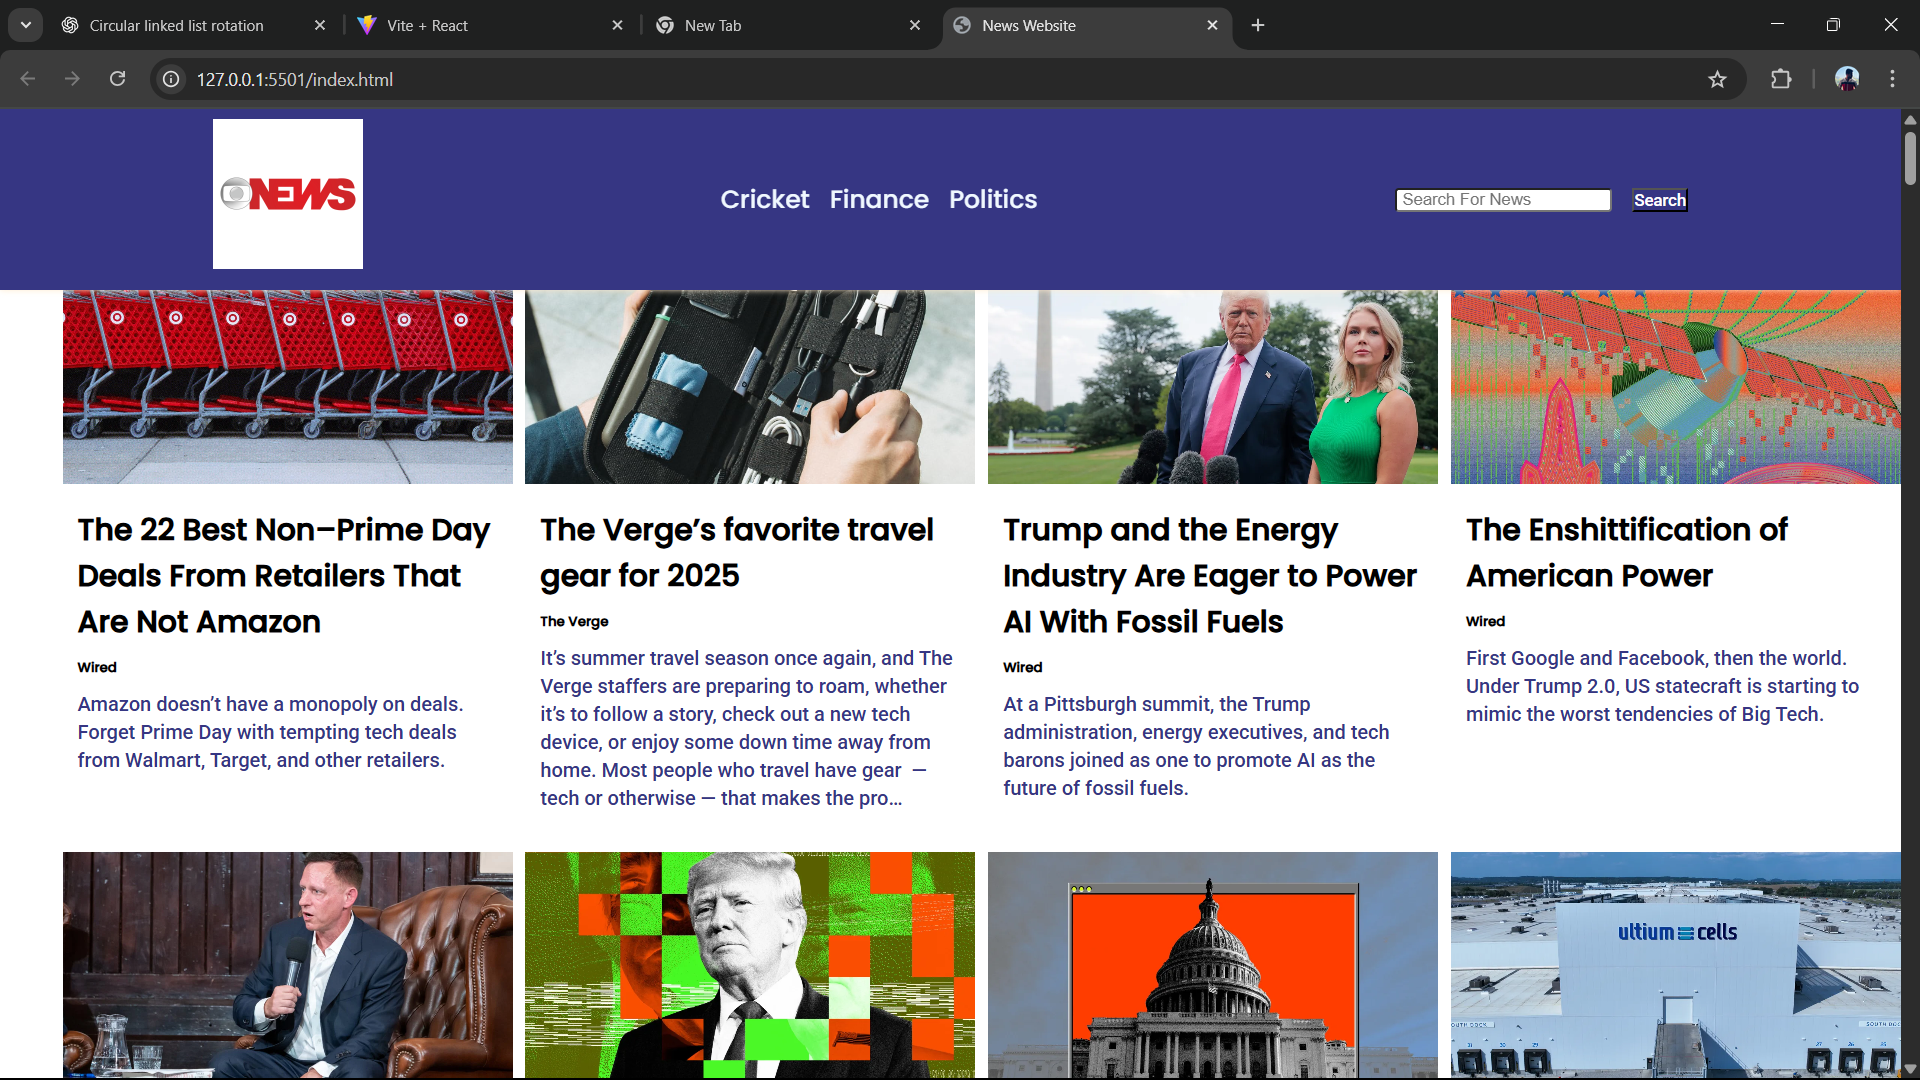 Circular linked list rotation
Vite + React
New Tab
News Website
127.0.0.1:5501/index.html
NEWS
Cricket Finance Politics
Search For News
Search
The 22 Best Non–Prime Day
Deals From Retailers That
Are Not Amazon
Wired
Amazon doesn’t have a monopoly on deals.
Forget Prime Day with tempting tech deals
from Walmart, Target, and other retailers.
The Verge’s favorite travel
gear for 2025
The Verge
It’s summer travel season once again, and The
Verge staffers are preparing to roam, whether
it’s to follow a story, check out a new tech
device, or enjoy some down time away from
home. Most people who travel have gear —
tech or otherwise — that makes the pro…
Trump and the Energy
Industry Are Eager to Power
AI With Fossil Fuels
Wired
At a Pittsburgh summit, the Trump
administration, energy executives, and tech
barons joined as one to promote AI as the
future of fossil fuels.
The Enshittification of
American Power
Wired
First Google and Facebook, then the world.
Under Trump 2.0, US statecraft is starting to
mimic the worst tendencies of Big Tech.
ultium cells
SOUTH DOCK
31 30 29
27 26 25